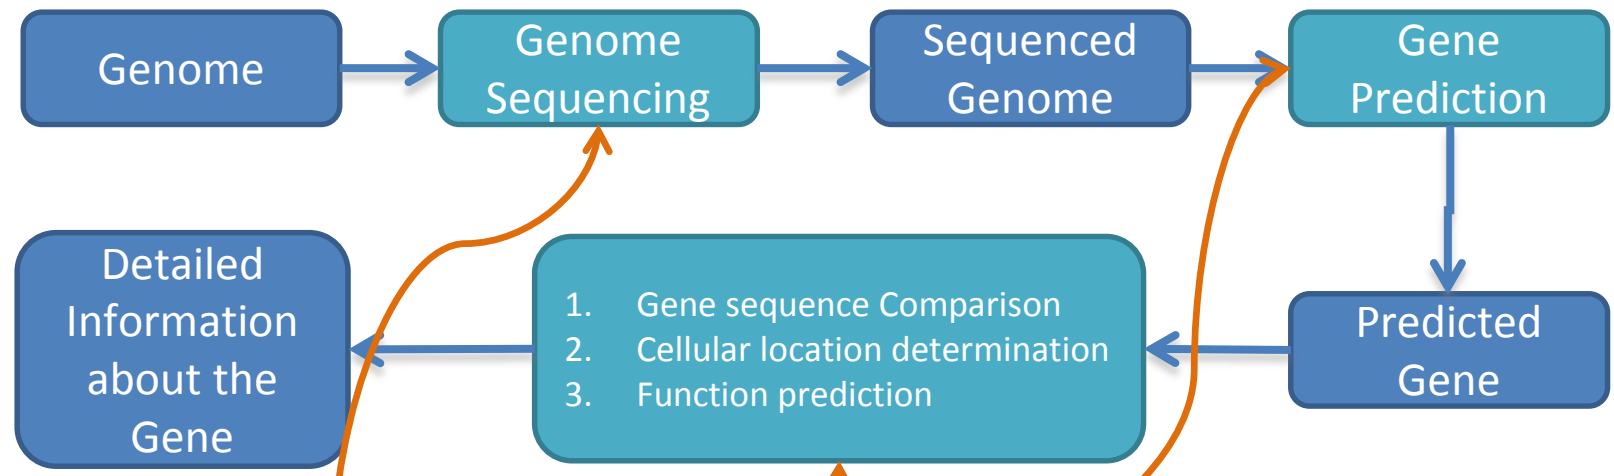 Genome
Genome
Sequencing
Sequenced
Genome
Gene
Prediction
Detailed
Information
about the
Gene
1. Gene sequence Comparison
2. Cellular location determination
3. Function prediction
Predicted
Gene